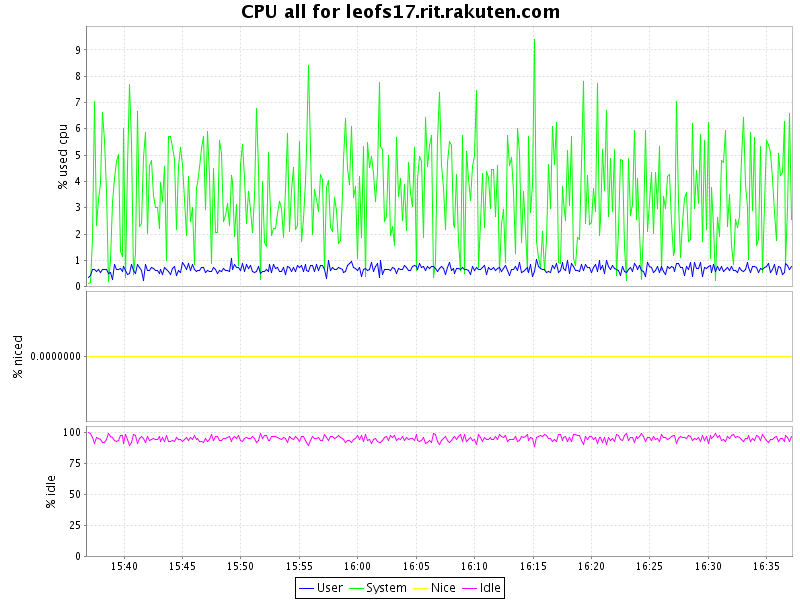 CPU all for leofs17.rit.rakuten.com
% used cpu
9
8
7
6
5
4
3
2
1
0
% niced
0.0000000
% idle
100
75
50
25
0
15:40 15:45 15:50 15:55 16:00 16:05 16:10 16:15 16:20 16:25 16:30 16:35
User System Nice Idle